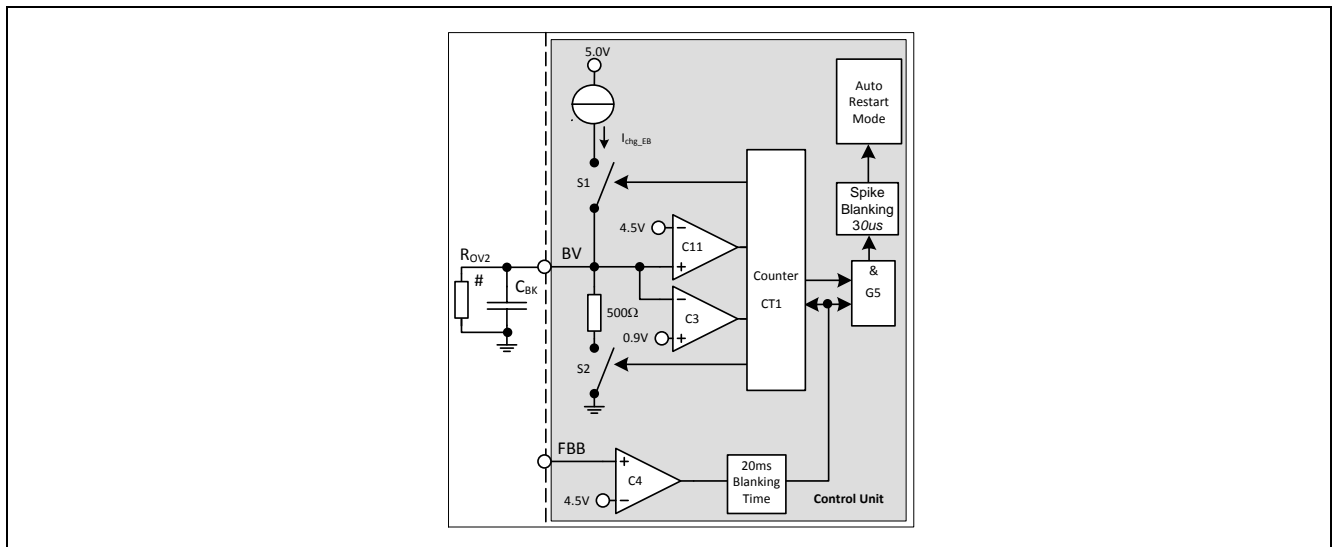 5.0V
Ichg_EB
S1
Auto
Restart
Mode
Spike
Blanking
30us
4.5V
C11
ROV2
BV
#
CBK
500Ω
C3
0.9V
Counter
CT1
&
G5
S2
FBB
C4
4.5V
20ms
Blanking
Time
Control Unit